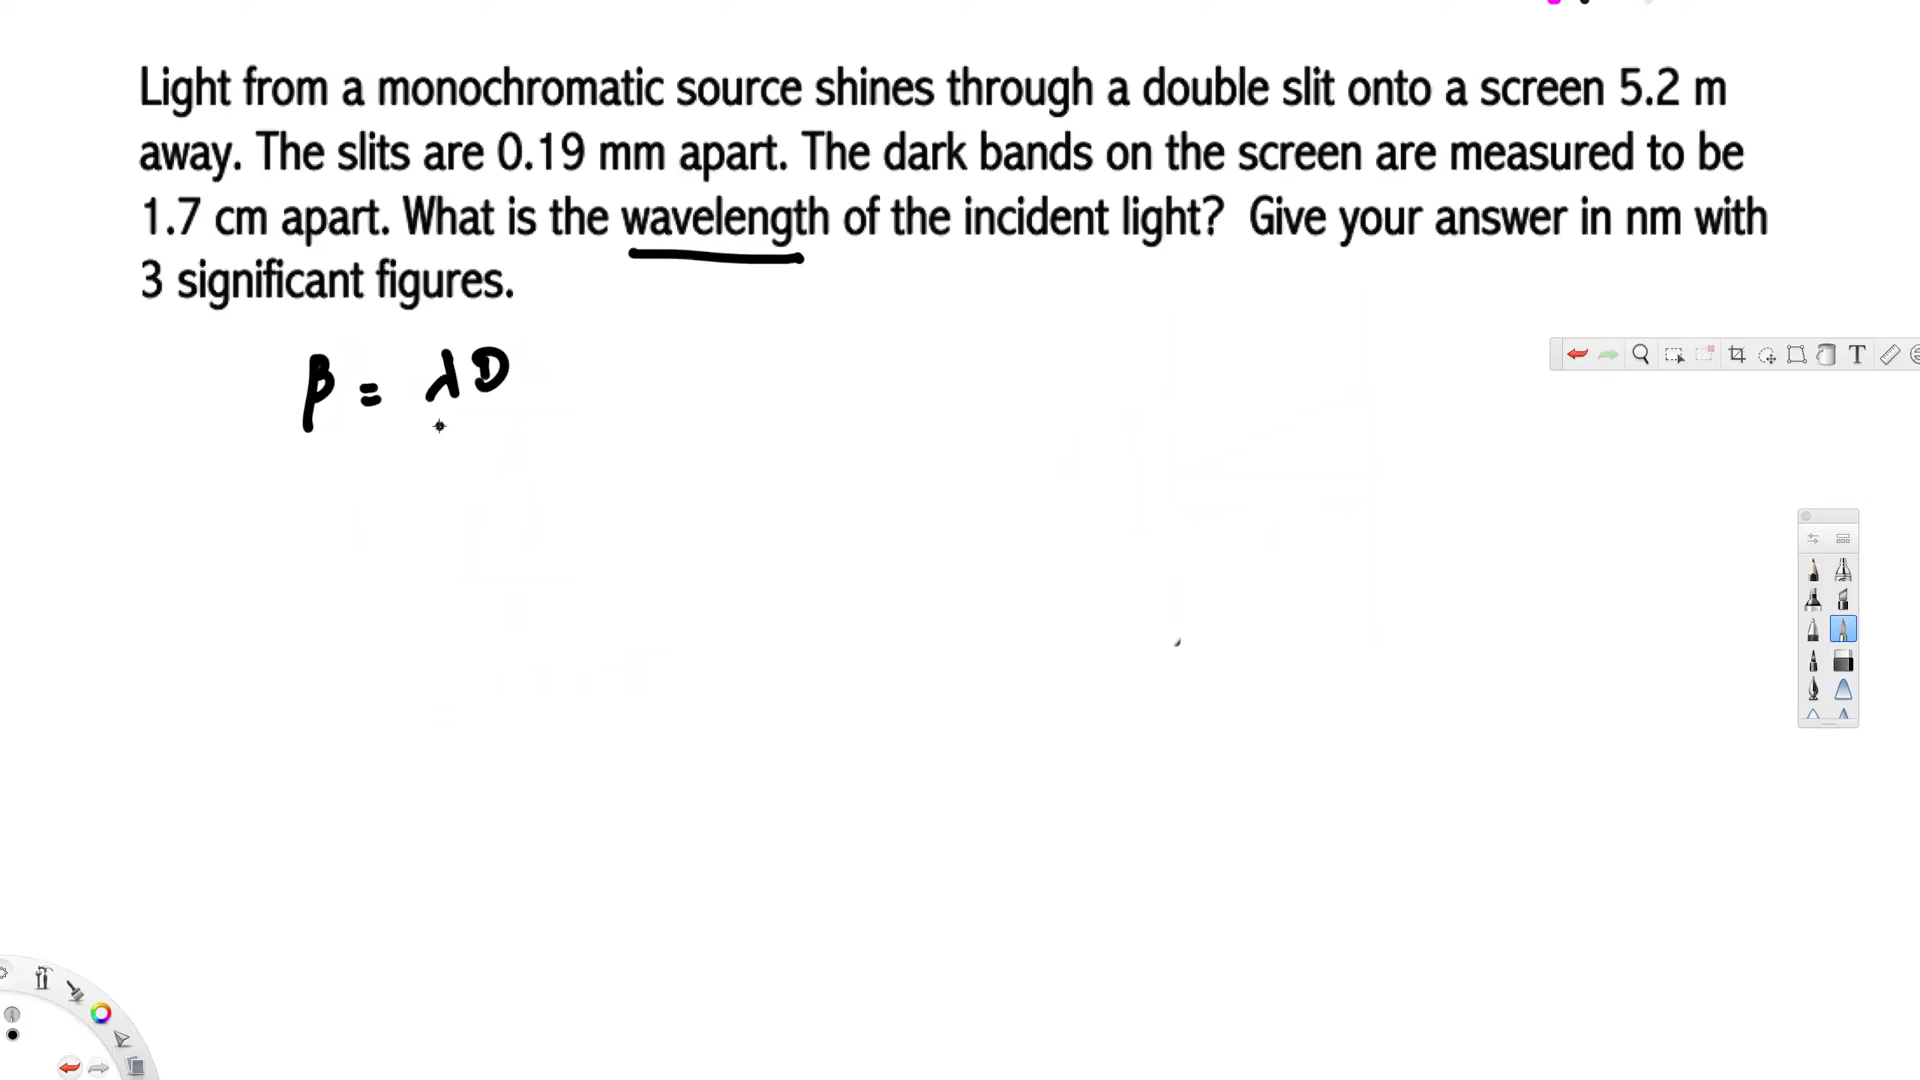 Light from a monochromatic source shines through a double slit onto a screen 5.2 m
away. The slits are 0.19 mm apart. The dark bands on the screen are measured to be
1.7 cm apart. What is the wavelength of the incident light? Give your answer in nm with
3 significant figures.
β = λD